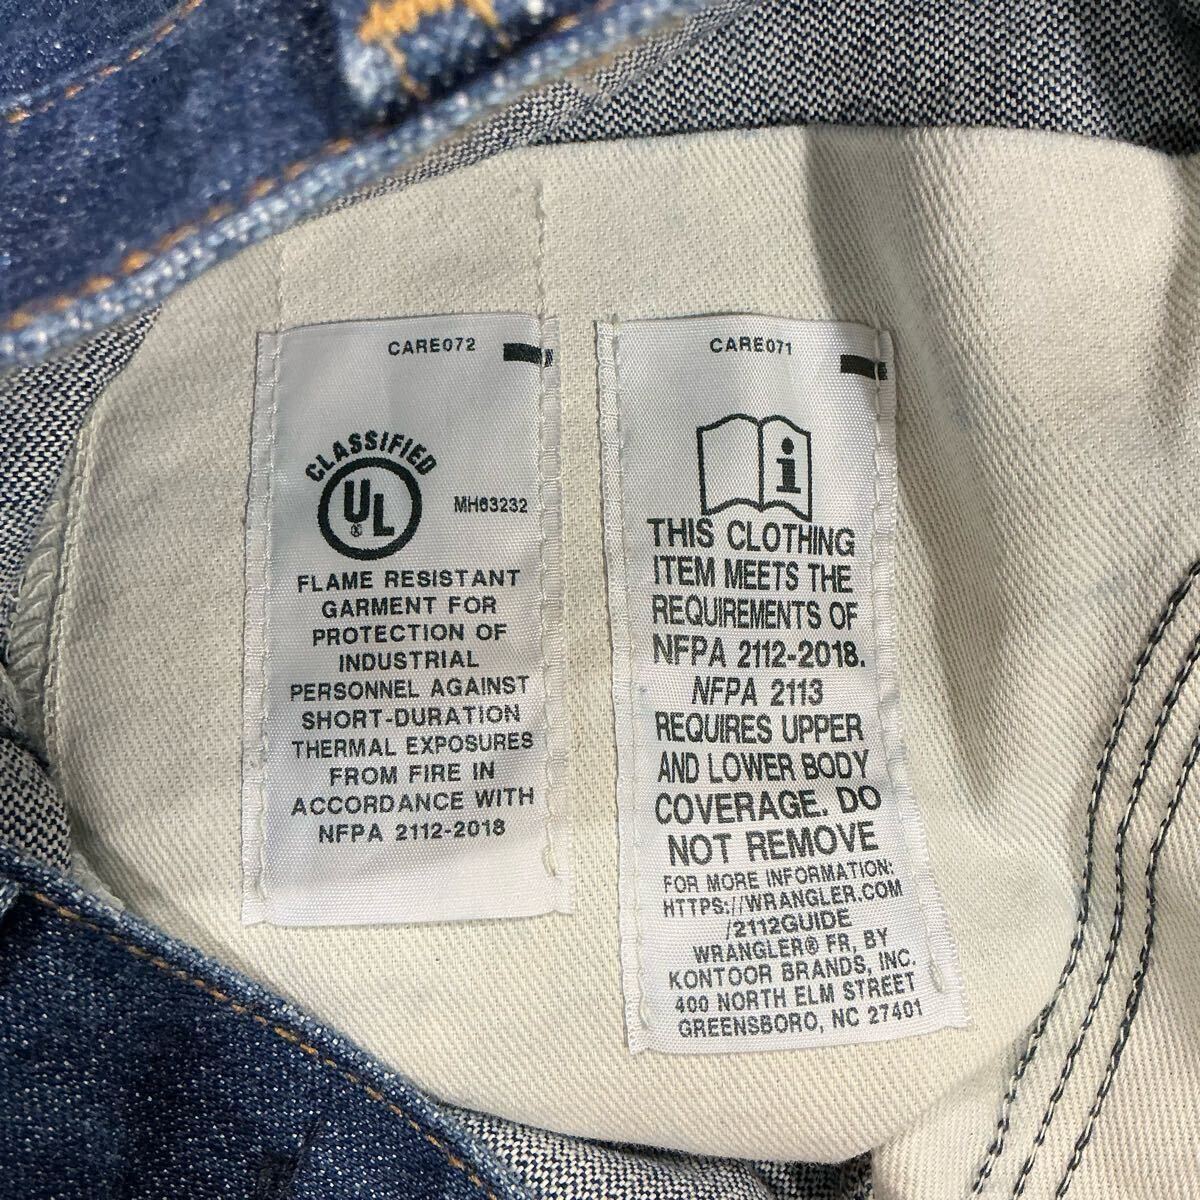 CARE072
CLASSIFIED
UL
®
MH63232
FLAME RESISTANT
GARMENT FOR
PROTECTION OF
INDUSTRIAL
PERSONNEL AGAINST
SHORT-DURATION
THERMAL EXPOSURES
FROM FIRE IN
ACCORDANCE WITH
NFPA 2112-2018
CARE071
i
THIS CLOTHING
ITEM MEETS THE
REQUIREMENTS OF
NFPA 2112-2018.
NFPA 2113
REQUIRES UPPER
AND LOWER BODY
COVERAGE. DO
NOT REMOVE
FOR MORE INFORMATION:
HTTPS://WRANGLER.COM
/2112GUIDE
WRANGLER® FR, BY
KONTOOR BRANDS, INC.
400 NORTH ELM STREET
GREENSBORO, NC 27401